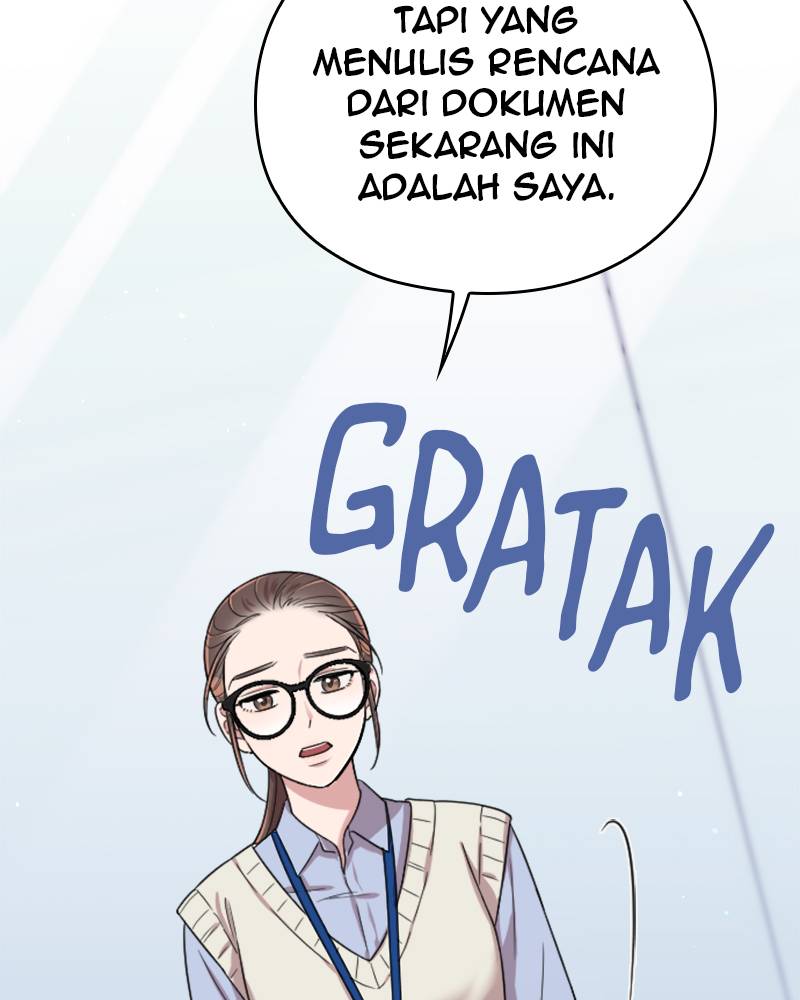 TAPI YANG
MENULIS RENCANA
DARI DOKUMEN
SEKARANG INI
ADALAH SAYA.
GRATAK